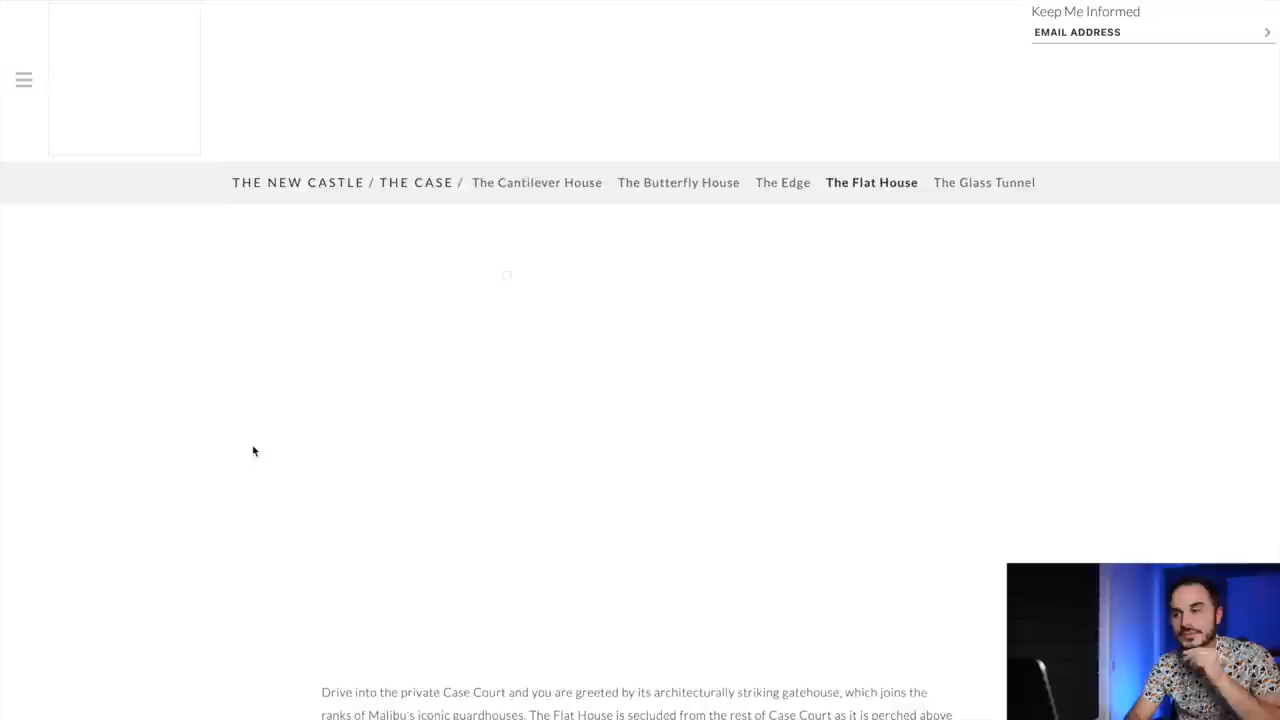 Keep Me Informed
EMAIL ADDRESS
THE NEW CASTLE / THE CASE / The Cantilever House The Butterfly House The Edge The Flat House The Glass Tunnel
Drive into the private Case Court and you are greeted by its architecturally striking gatehouse, which joins the
ranks of Malibu's iconic guardhouses. The Flat House is secluded from the rest of Case Court as it is perched above